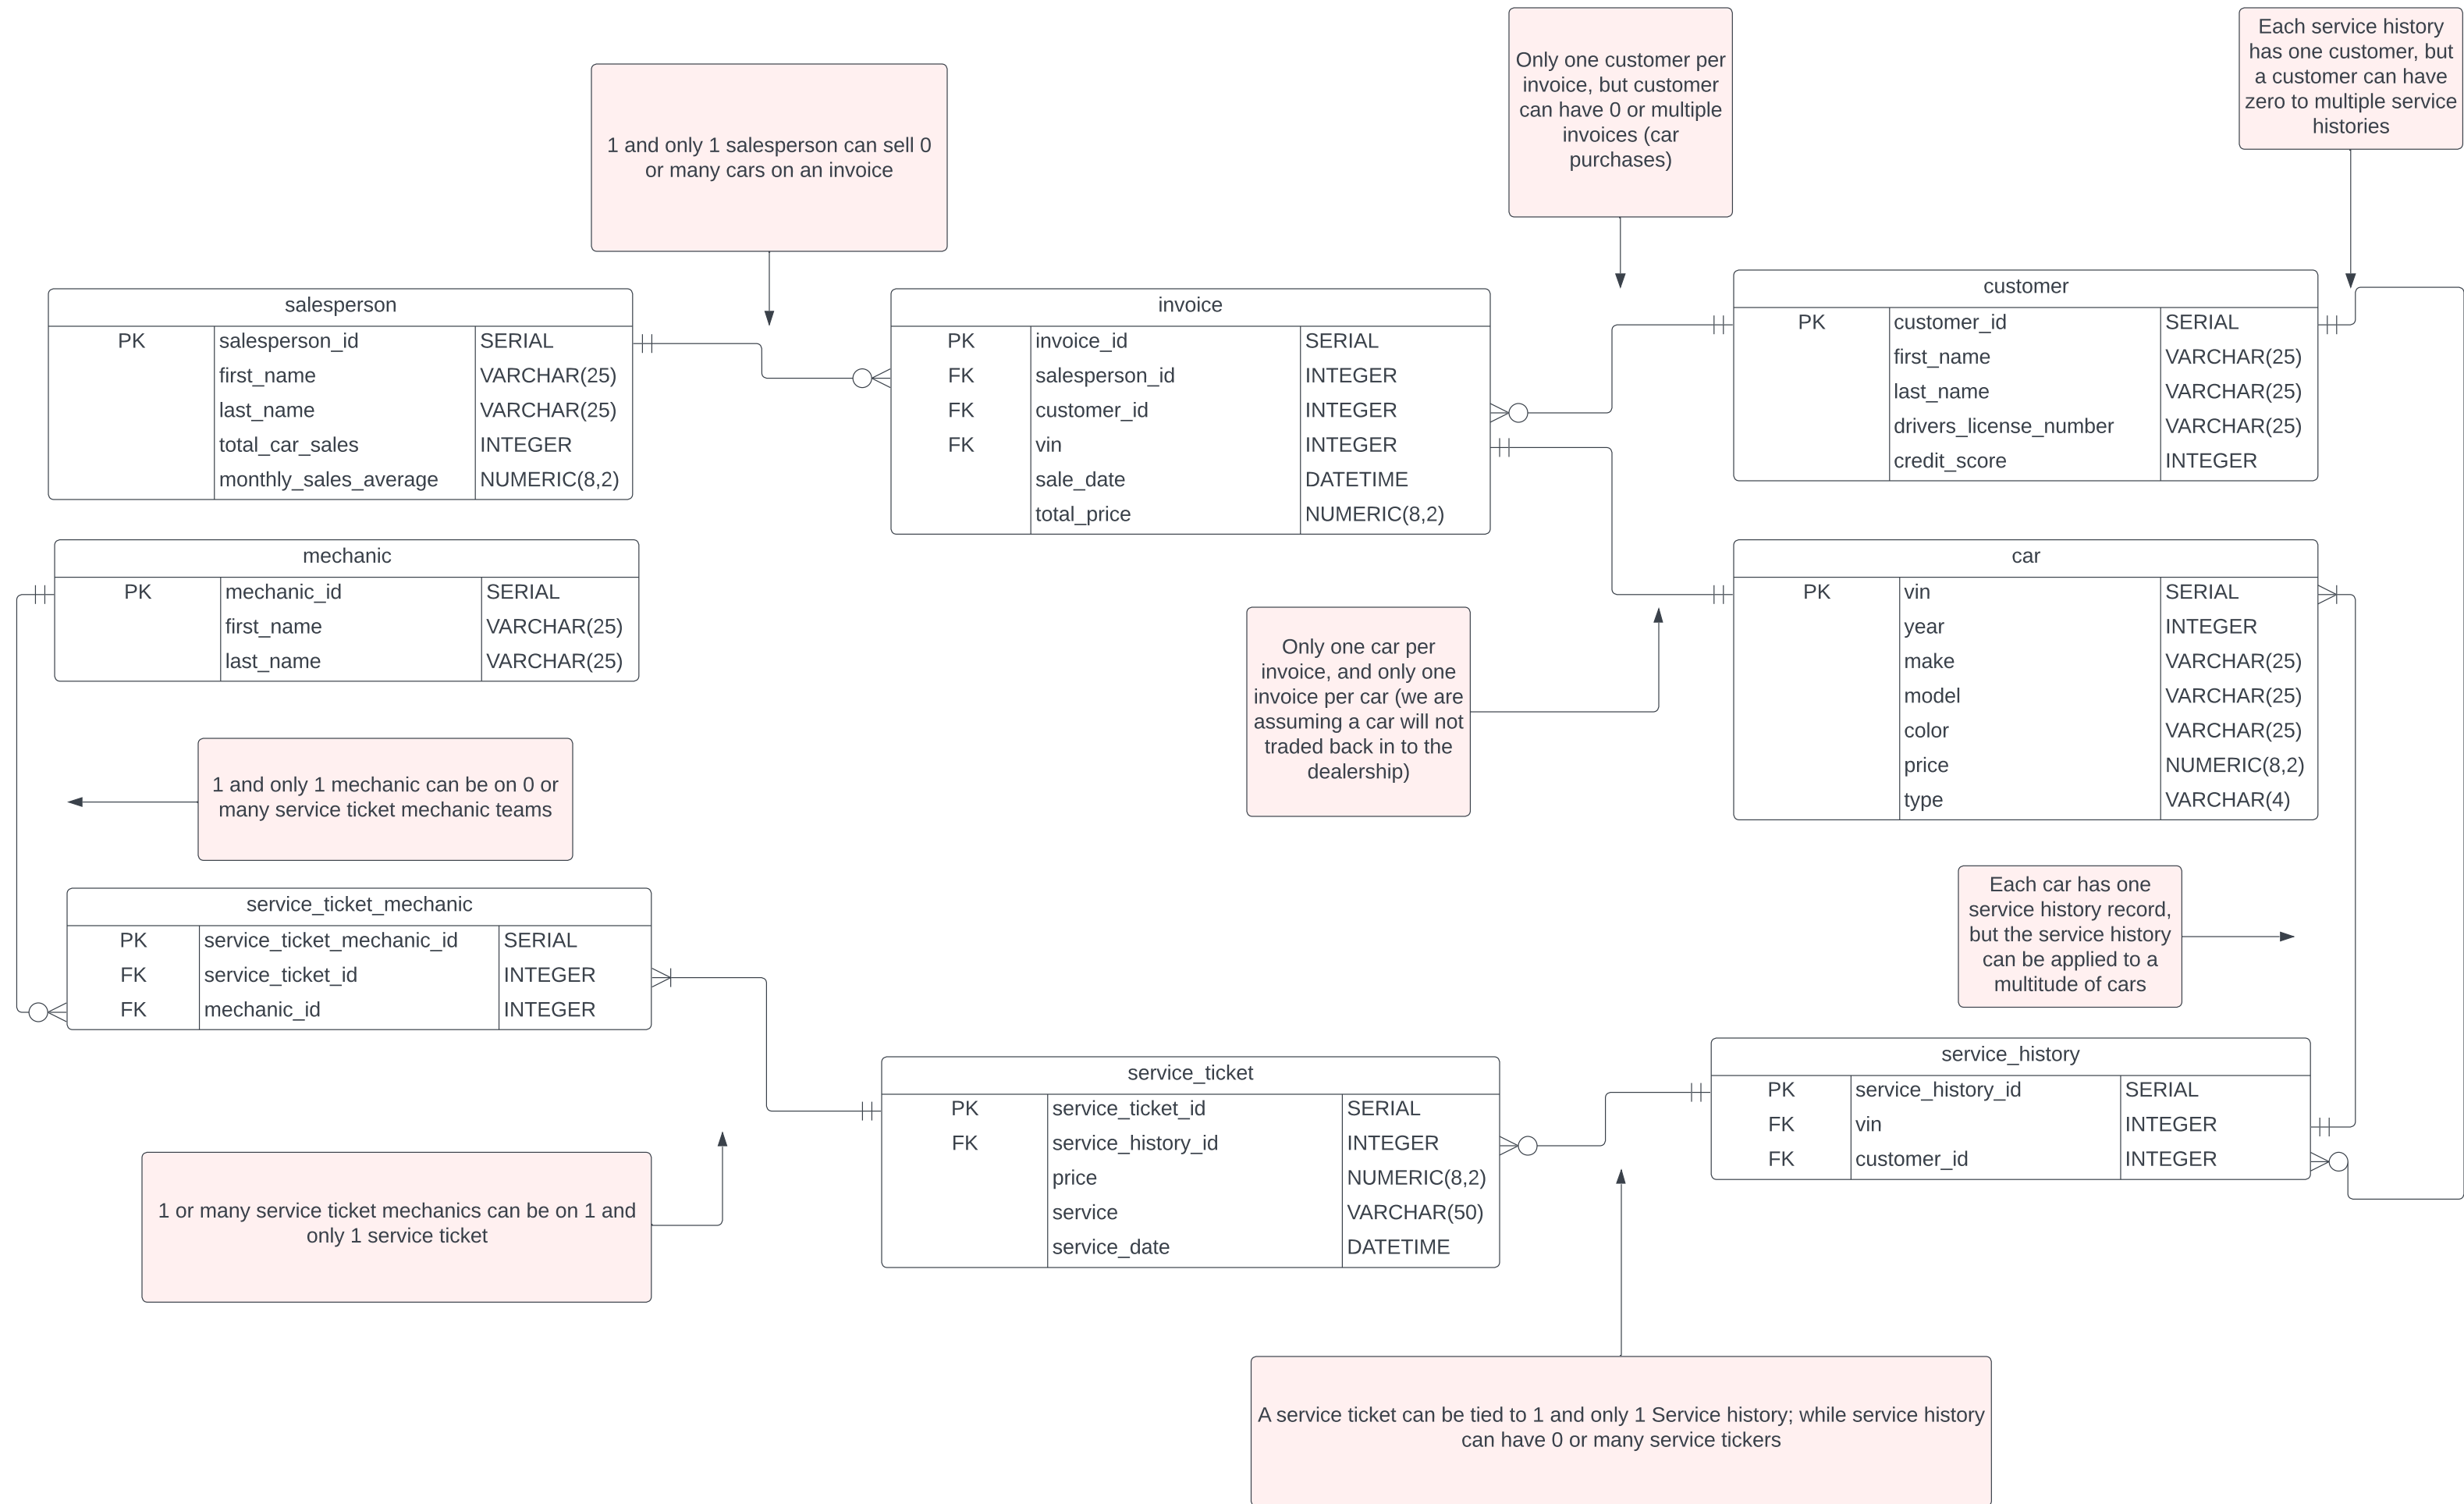 Each service history
has one customer, but
a customer can have
zero to multiple service
histories
Only one customer per
invoice, but customer
can have 0 or multiple
invoices (car
purchases)
1 and only 1 salesperson can sell 0
or many cars on an invoice
salesperson
PK salesperson_id SERIAL
first_name VARCHAR(25)
last_name VARCHAR(25)
total_car_sales INTEGER
monthly_sales_average NUMERIC(8,2)
invoice
PK invoice_id SERIAL
FK salesperson_id INTEGER
FK customer_id INTEGER
FK vin INTEGER
sale_date DATETIME
total_price NUMERIC(8,2)
customer
PK customer_id SERIAL
first_name VARCHAR(25)
last_name VARCHAR(25)
drivers_license_number VARCHAR(25)
credit_score INTEGER
mechanic
PK mechanic_id SERIAL
first_name VARCHAR(25)
last_name VARCHAR(25)
Only one car per
invoice, and only one
invoice per car (we are
assuming a car will not
traded back in to the
dealership)
car
PK vin SERIAL
year INTEGER
make VARCHAR(25)
model VARCHAR(25)
color VARCHAR(25)
price NUMERIC(8,2)
type VARCHAR(4)
1 and only 1 mechanic can be on 0 or
many service ticket mechanic teams
Each car has one
service history record,
but the service history
can be applied to a
multitude of cars
service_ticket_mechanic
PK service_ticket_mechanic_id SERIAL
FK service_ticket_id INTEGER
FK mechanic_id INTEGER
service_ticket
PK service_ticket_id SERIAL
FK service_history_id INTEGER
price NUMERIC(8,2)
service VARCHAR(50)
service_date DATETIME
service_history
PK service_history_id SERIAL
FK vin INTEGER
FK customer_id INTEGER
1 or many service ticket mechanics can be on 1 and
only 1 service ticket
A service ticket can be tied to 1 and only 1 Service history; while service history
can have 0 or many service tickers